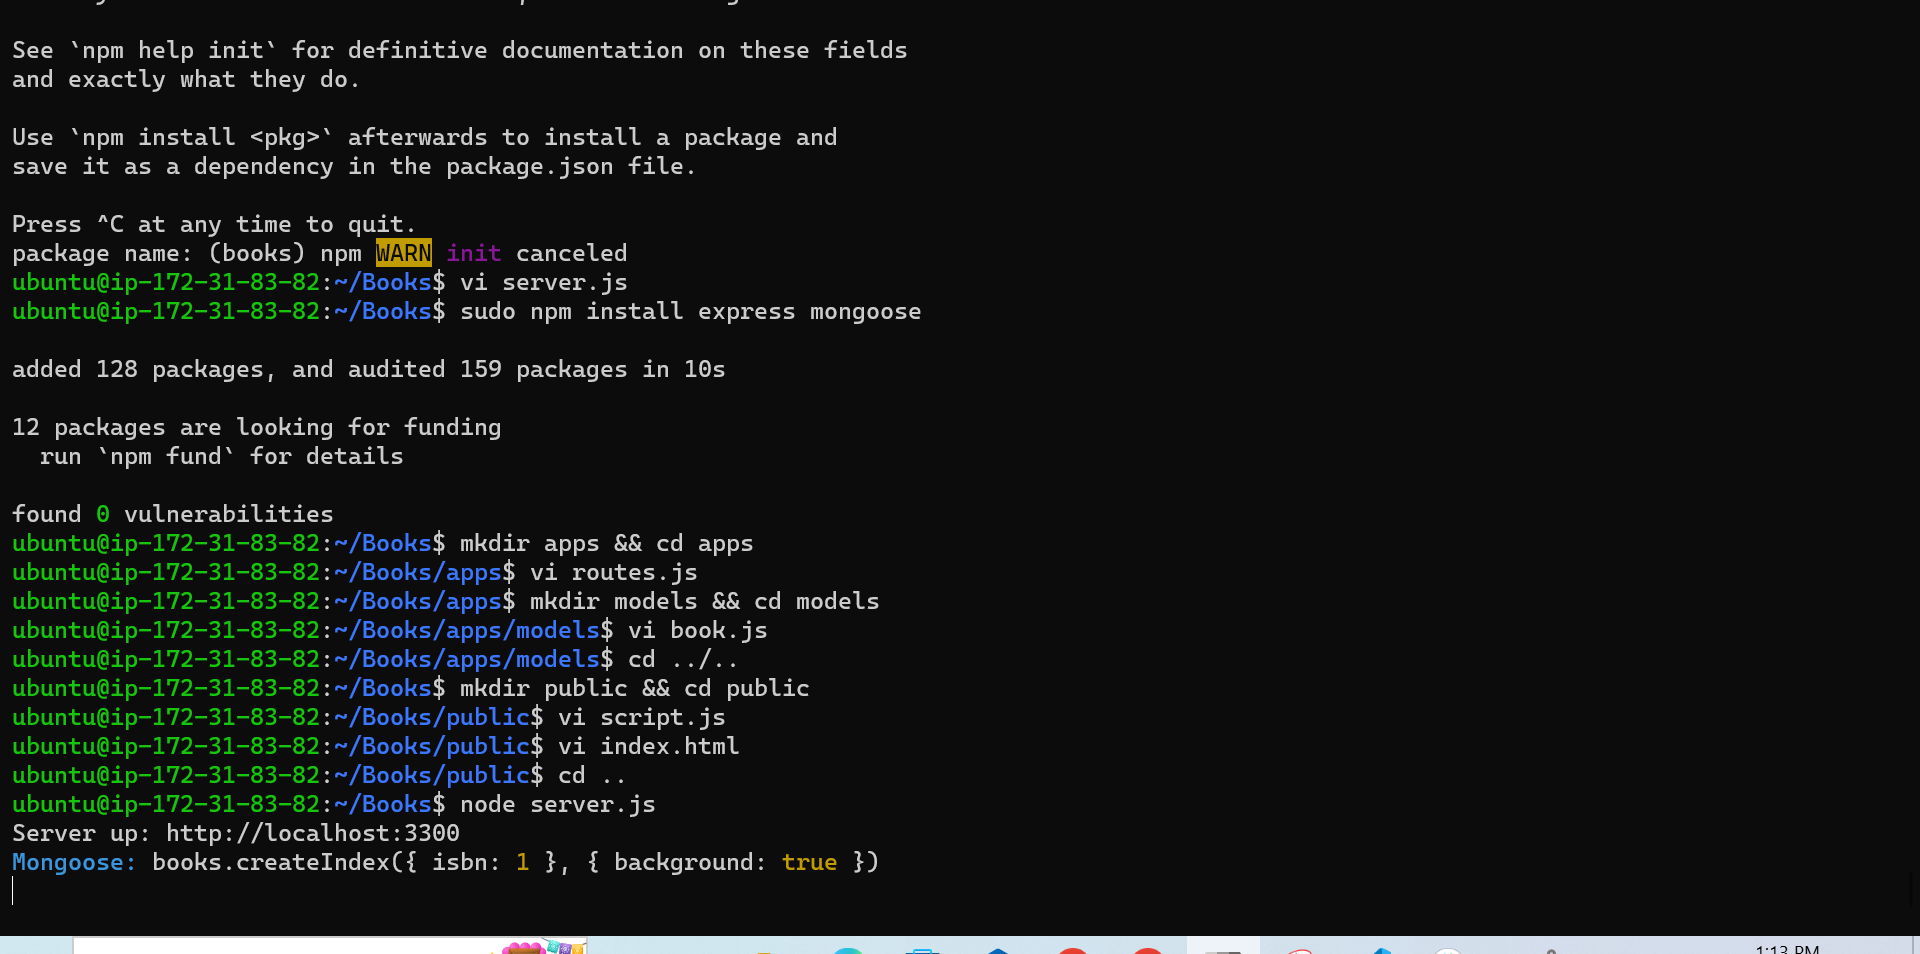 See `npm help init` for definitive documentation on these fields
and exactly what they do.
Use `npm install <pkg>` afterwards to install a package and
save it as a dependency in the package.json file.
Press ^C at any time to quit.
package name: (books) npm WARN init canceled
ubuntu@ip-172-31-83-82:~/Books$ vi server.js
ubuntu@ip-172-31-83-82:~/Books$ sudo npm install express mongoose
added 128 packages, and audited 159 packages in 10s
12 packages are looking for funding
  run `npm fund` for details
found 0 vulnerabilities
ubuntu@ip-172-31-83-82:~/Books$ mkdir apps && cd apps
ubuntu@ip-172-31-83-82:~/Books/apps$ vi routes.js
ubuntu@ip-172-31-83-82:~/Books/apps$ mkdir models && cd models
ubuntu@ip-172-31-83-82:~/Books/apps/models$ vi book.js
ubuntu@ip-172-31-83-82:~/Books/apps/models$ cd ../..
ubuntu@ip-172-31-83-82:~/Books$ mkdir public && cd public
ubuntu@ip-172-31-83-82:~/Books/public$ vi script.js
ubuntu@ip-172-31-83-82:~/Books/public$ vi index.html
ubuntu@ip-172-31-83-82:~/Books/public$ cd ..
ubuntu@ip-172-31-83-82:~/Books$ node server.js
Server up: http://localhost:3300
Mongoose: books.createIndex({ isbn: 1 }, { background: true })
1:13 PM